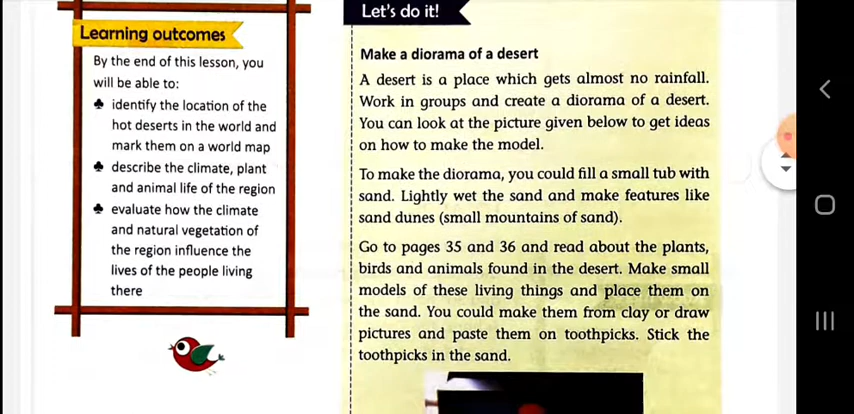 Learning outcomes
By the end of this lesson, you
will be able to:
♣ identify the location of the
hot deserts in the world and
mark them on a world map
♣ describe the climate, plant
and animal life of the region
♣ evaluate how the climate
and natural vegetation of
the region influence the
lives of the people living
there
Let's do it!
Make a diorama of a desert
A desert is a place which gets almost no rainfall.
Work in groups and create a diorama of a desert.
You can look at the picture given below to get ideas
on how to make the model.
To make the diorama, you could fill a small tub with
sand. Lightly wet the sand and make features like
sand dunes (small mountains of sand).
Go to pages 35 and 36 and read about the plants,
birds and animals found in the desert. Make small
models of these living things and place them on
the sand. You could make them from clay or draw
pictures and paste them on toothpicks. Stick the
toothpicks in the sand.